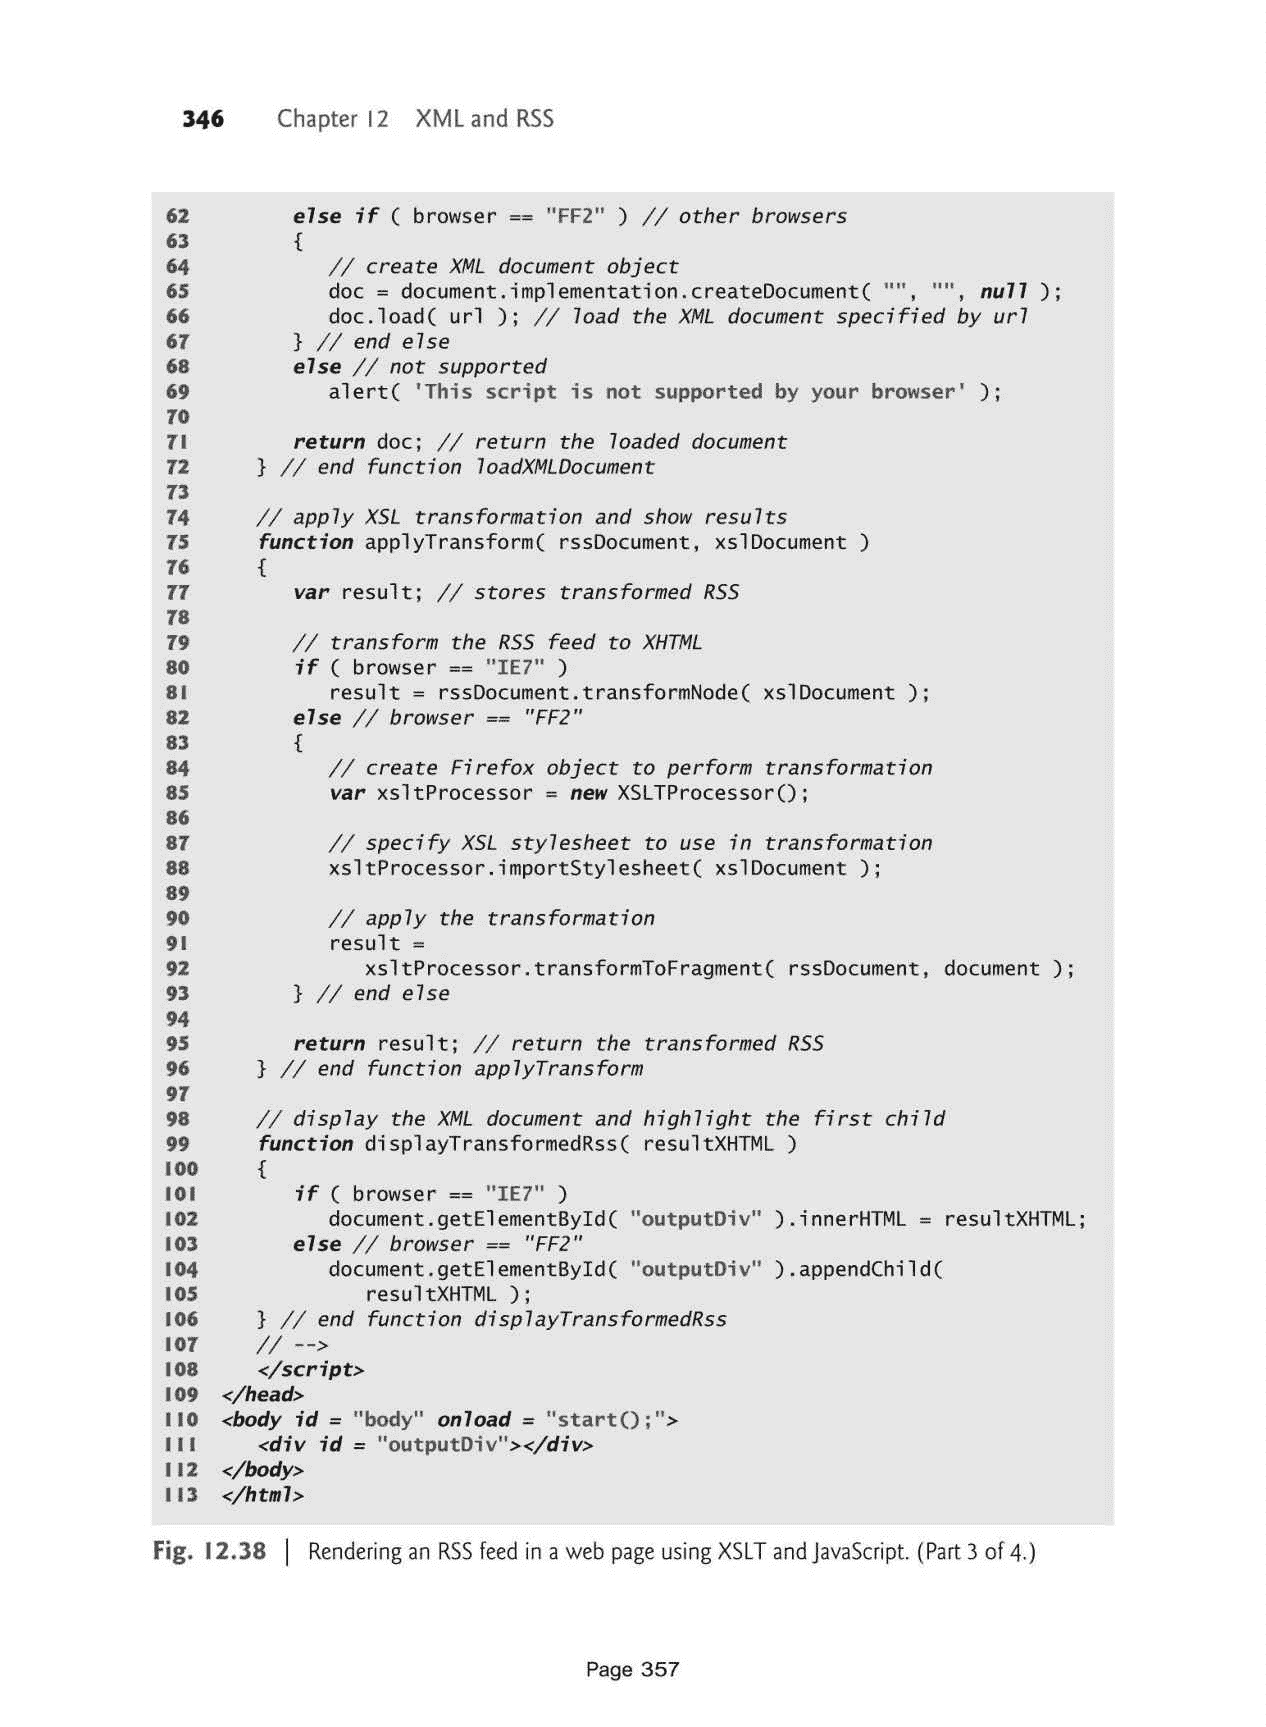 346 Chapter 12 XML and RSS
62 else if ( browser == "FF2" ) // other browsers
63 {
64 // create XML document object
65 doc = document.implementation.createDocument( "", "", null );
66 doc.load( url ); // load the XML document specified by url
67 } // end else
68 else // not supported
69 alert( 'This script is not supported by your browser' );
70
71 return doc; // return the loaded document
72 } // end function loadXMLDocument
73
74 // apply XSL transformation and show results
75 function applyTransform( rssDocument, xslDocument )
76 {
77 var result; // stores transformed RSS
78
79 // transform the RSS feed to XHTML
80 if ( browser == "IE7" )
81 result = rssDocument.transformNode( xslDocument );
82 else // browser == "FF2"
83 {
84 // create Firefox object to perform transformation
85 var xsltProcessor = new XSLTProcessor();
86
87 // specify XSL stylesheet to use in transformation
88 xsltProcessor.importStylesheet( xslDocument );
89
90 // apply the transformation
91 result =
92 xsltProcessor.transformToFragment( rssDocument, document );
93 } // end else
94
95 return result; // return the transformed RSS
96 } // end function applyTransform
97
98 // display the XML document and highlight the first child
99 function displayTransformedRss( resultXHTML )
100 {
101 if ( browser == "IE7" )
102 document.getElementById( "outputDiv" ).innerHTML = resultXHTML;
103 else // browser == "FF2"
104 document.getElementById( "outputDiv" ).appendChild(
105 resultXHTML );
106 } // end function displayTransformedRss
107 // -->
108 </script>
109 </head>
110 <body id = "body" onload = "start();">
111 <div id = "outputDiv"></div>
112 </body>
113 </html>
Fig. 12.38 | Rendering an RSS feed in a web page using XSLT and JavaScript. (Part 3 of 4.)
Page 357